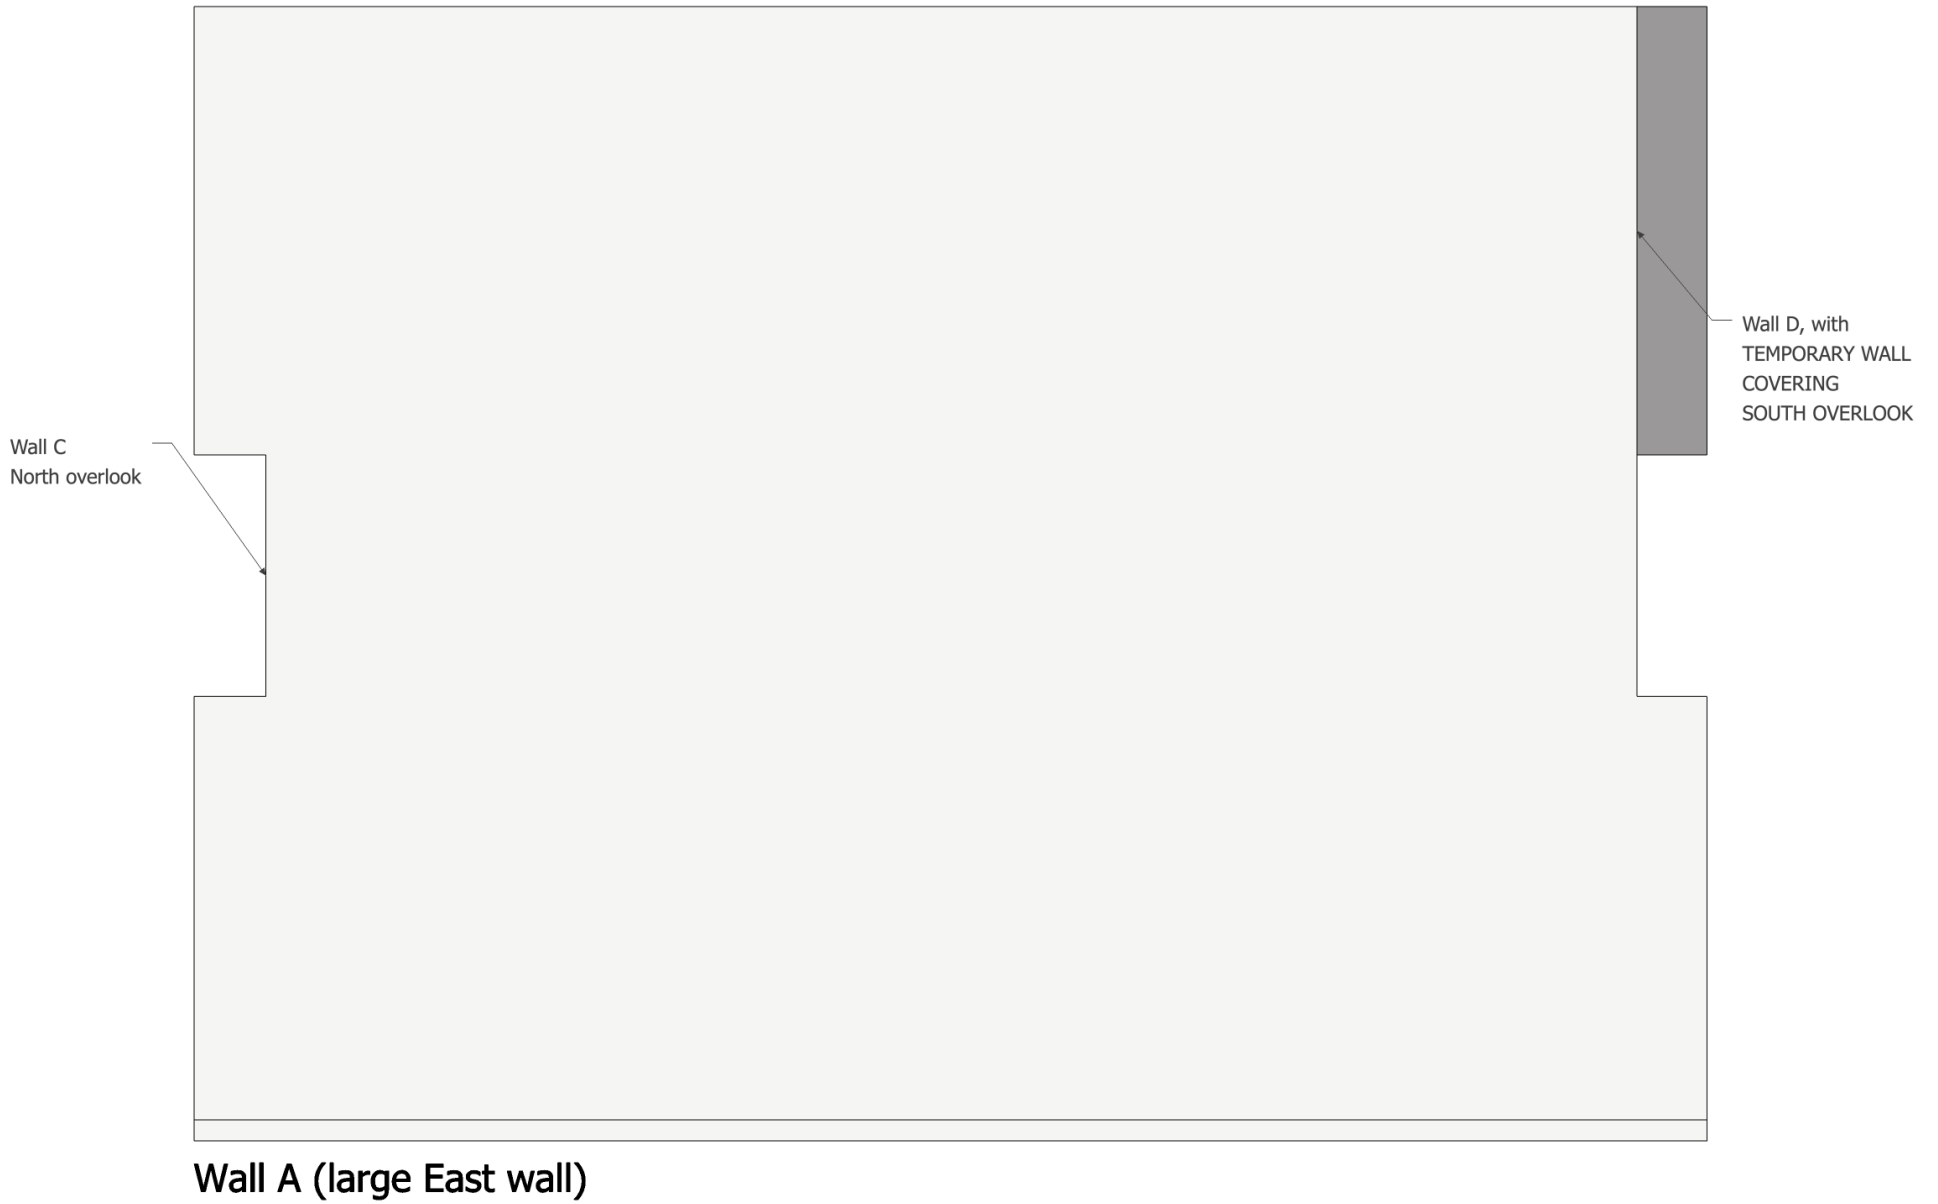 Wall D, with
TEMPORARY WALL
COVERING
SOUTH OVERLOOK
Wall C
North overlook
Wall A (large East wall)